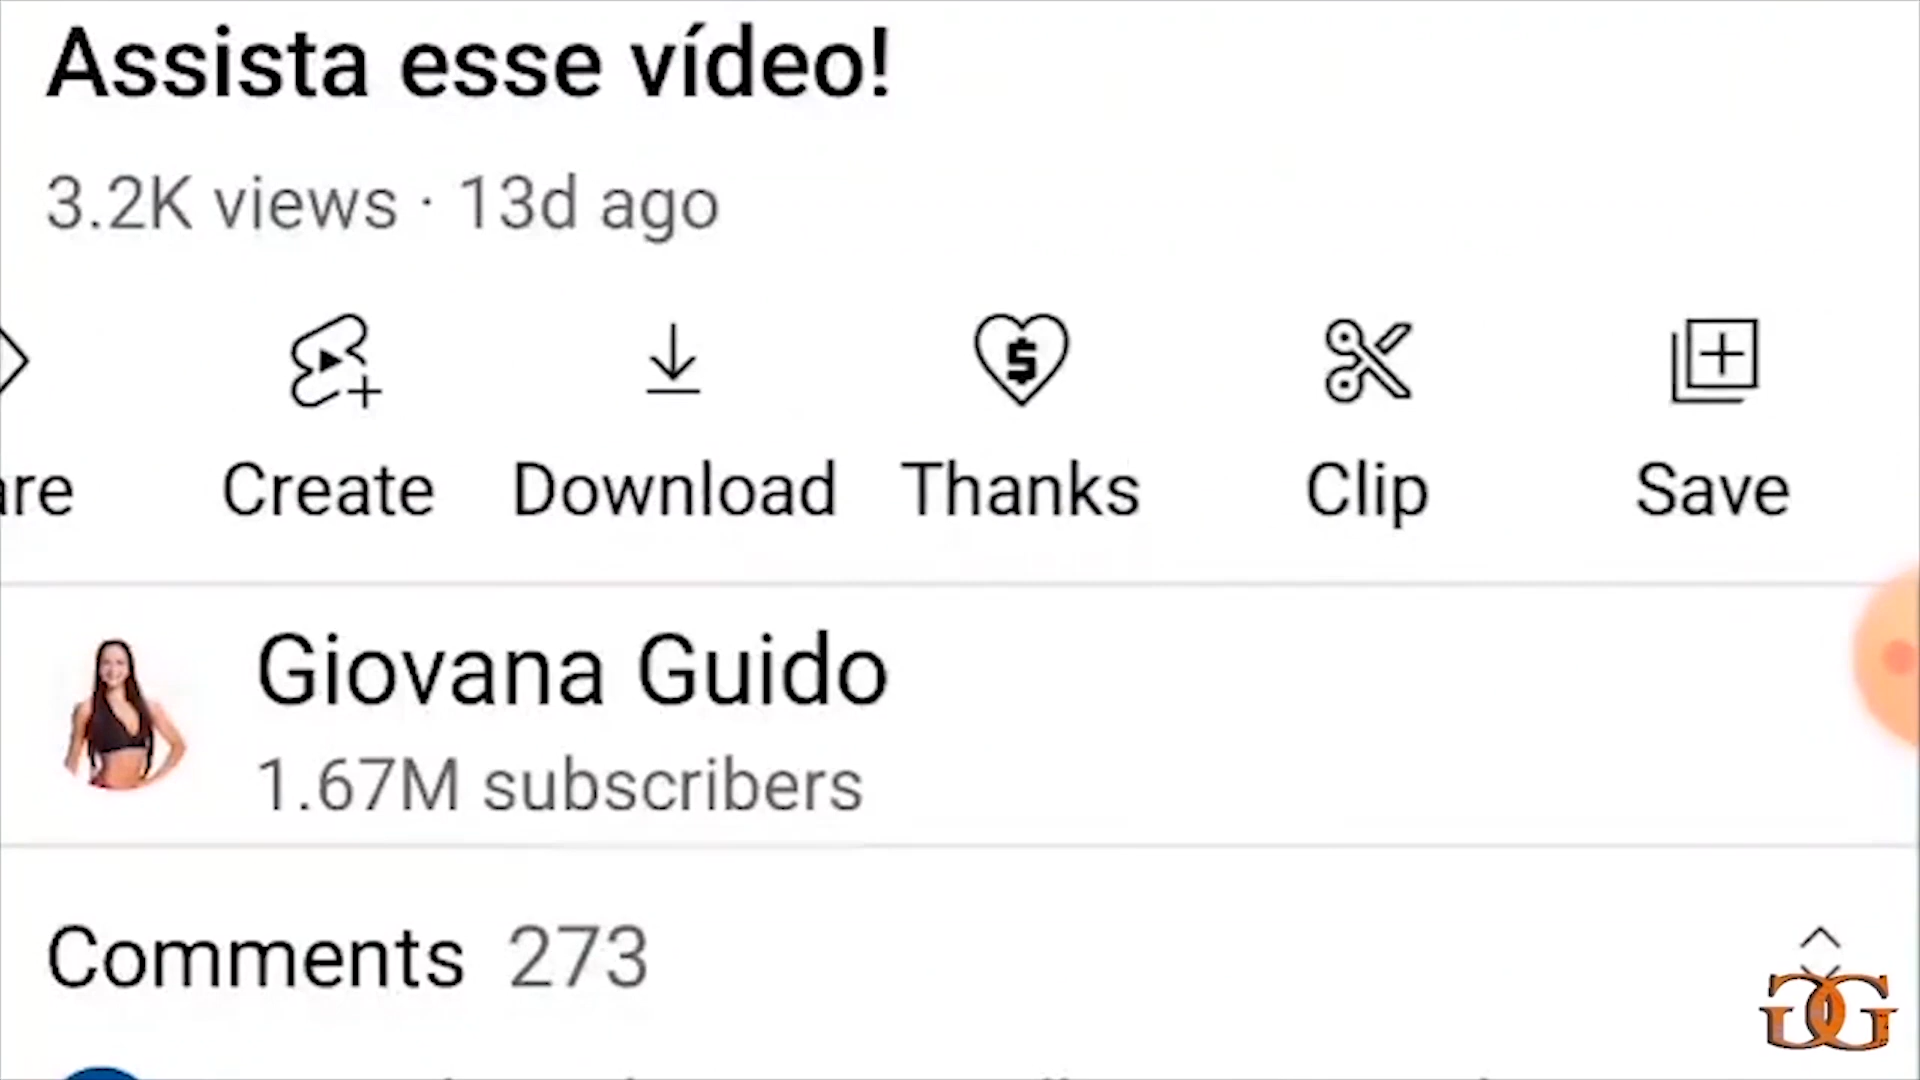 Assista esse vídeo!
3.2K views · 13d ago
are Create Download Thanks Clip Save
Giovana Guido
1.67M subscribers
Comments 273
GG